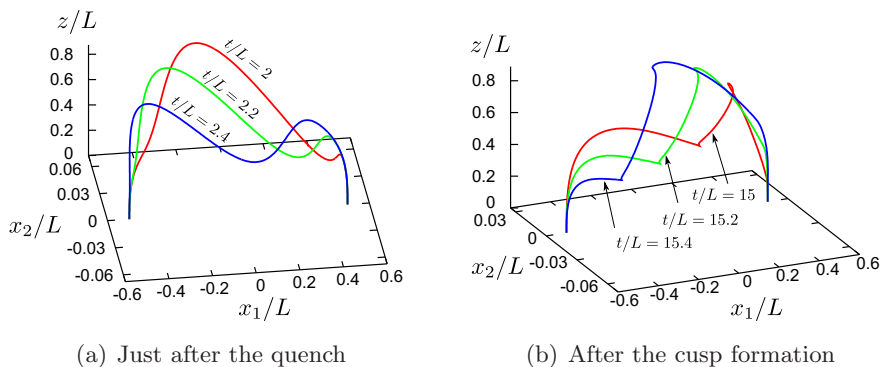 z/L
0.8
0.6
0.4
0.2
0
0.06
0.03
0
-0.03
-0.06
x₂/L
-0.6
-0.4
-0.2
0
0.2
0.4
0.6
x₁/L
t/L = 2
t/L = 2.2
t/L = 2.4
(a) Just after the quench
z/L
0.8
0.6
0.4
0.2
0
0.03
0
-0.03
-0.06
x₂/L
-0.6
-0.4
-0.2
0
0.2
0.4
0.6
x₁/L
t/L = 15
t/L = 15.2
t/L = 15.4
(b) After the cusp formation